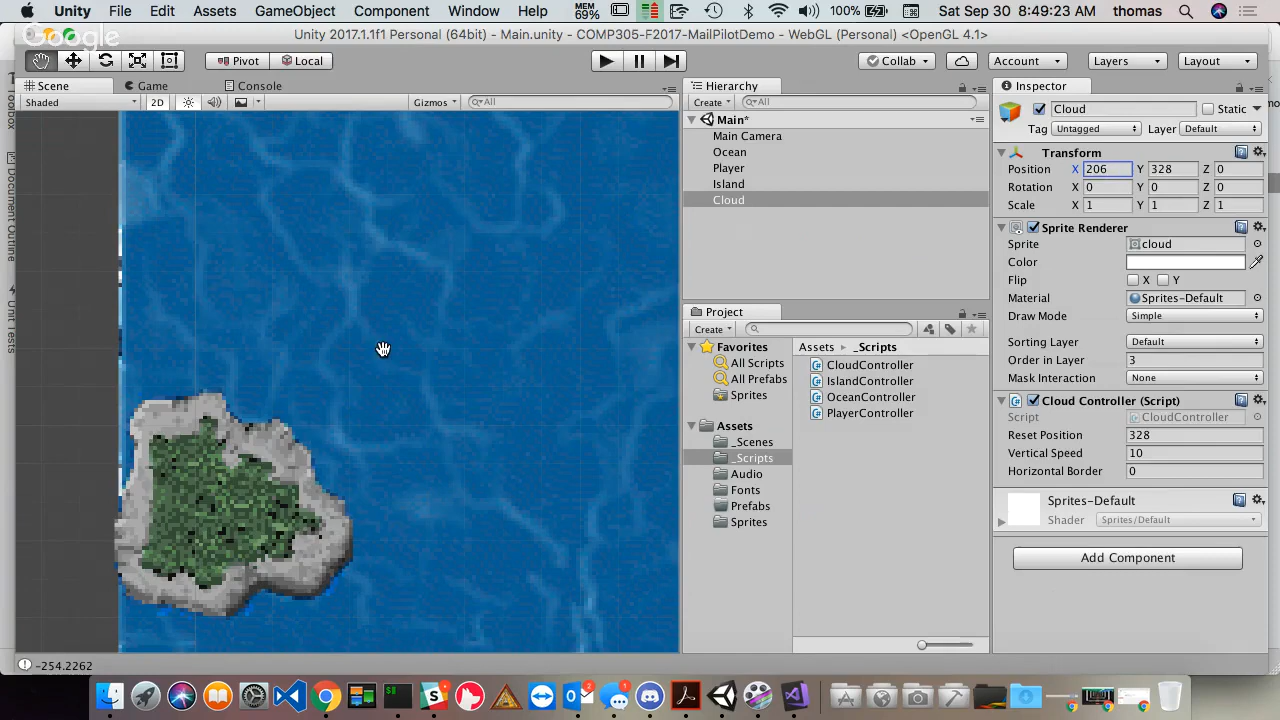 Unity File Edit Assets GameObject Component Window Help MEM 69% 100% Sat Sep 30 8:49:23 AM thomas
Google
Unity 2017.1.1f1 Personal (64bit) - Main.unity - COMP305-F2017-MailPilotDemo - WebGL (Personal) <OpenGL 4.1>
Pivot Local Collab Account Layers Layout
Scene Game Console
Shaded 2D Gizmos All
Hierarchy
Create All
Main*
Main Camera
Ocean
Player
Island
Cloud
Project
Create
Favorites
All Scripts
All Prefabs
Sprites
Assets
_Scenes
_Scripts
Audio
Fonts
Prefabs
Sprites
Assets _Scripts
CloudController
IslandController
OceanController
PlayerController
Inspector
Cloud Static
Tag Untagged Layer Default
Transform
Position X 206 Y 328 Z 0
Rotation X 0 Y 0 Z 0
Scale X 1 Y 1 Z 1
Sprite Renderer
Sprite cloud
Color
Flip X Y
Material Sprites-Default
Draw Mode Simple
Sorting Layer Default
Order in Layer 3
Mask Interaction None
Cloud Controller (Script)
Script CloudController
Reset Position 328
Vertical Speed 10
Horizontal Border 0
Sprites-Default
Shader Sprites/Default
Add Component
Toolbox
Document Outline
Unit Tests
-254.2262